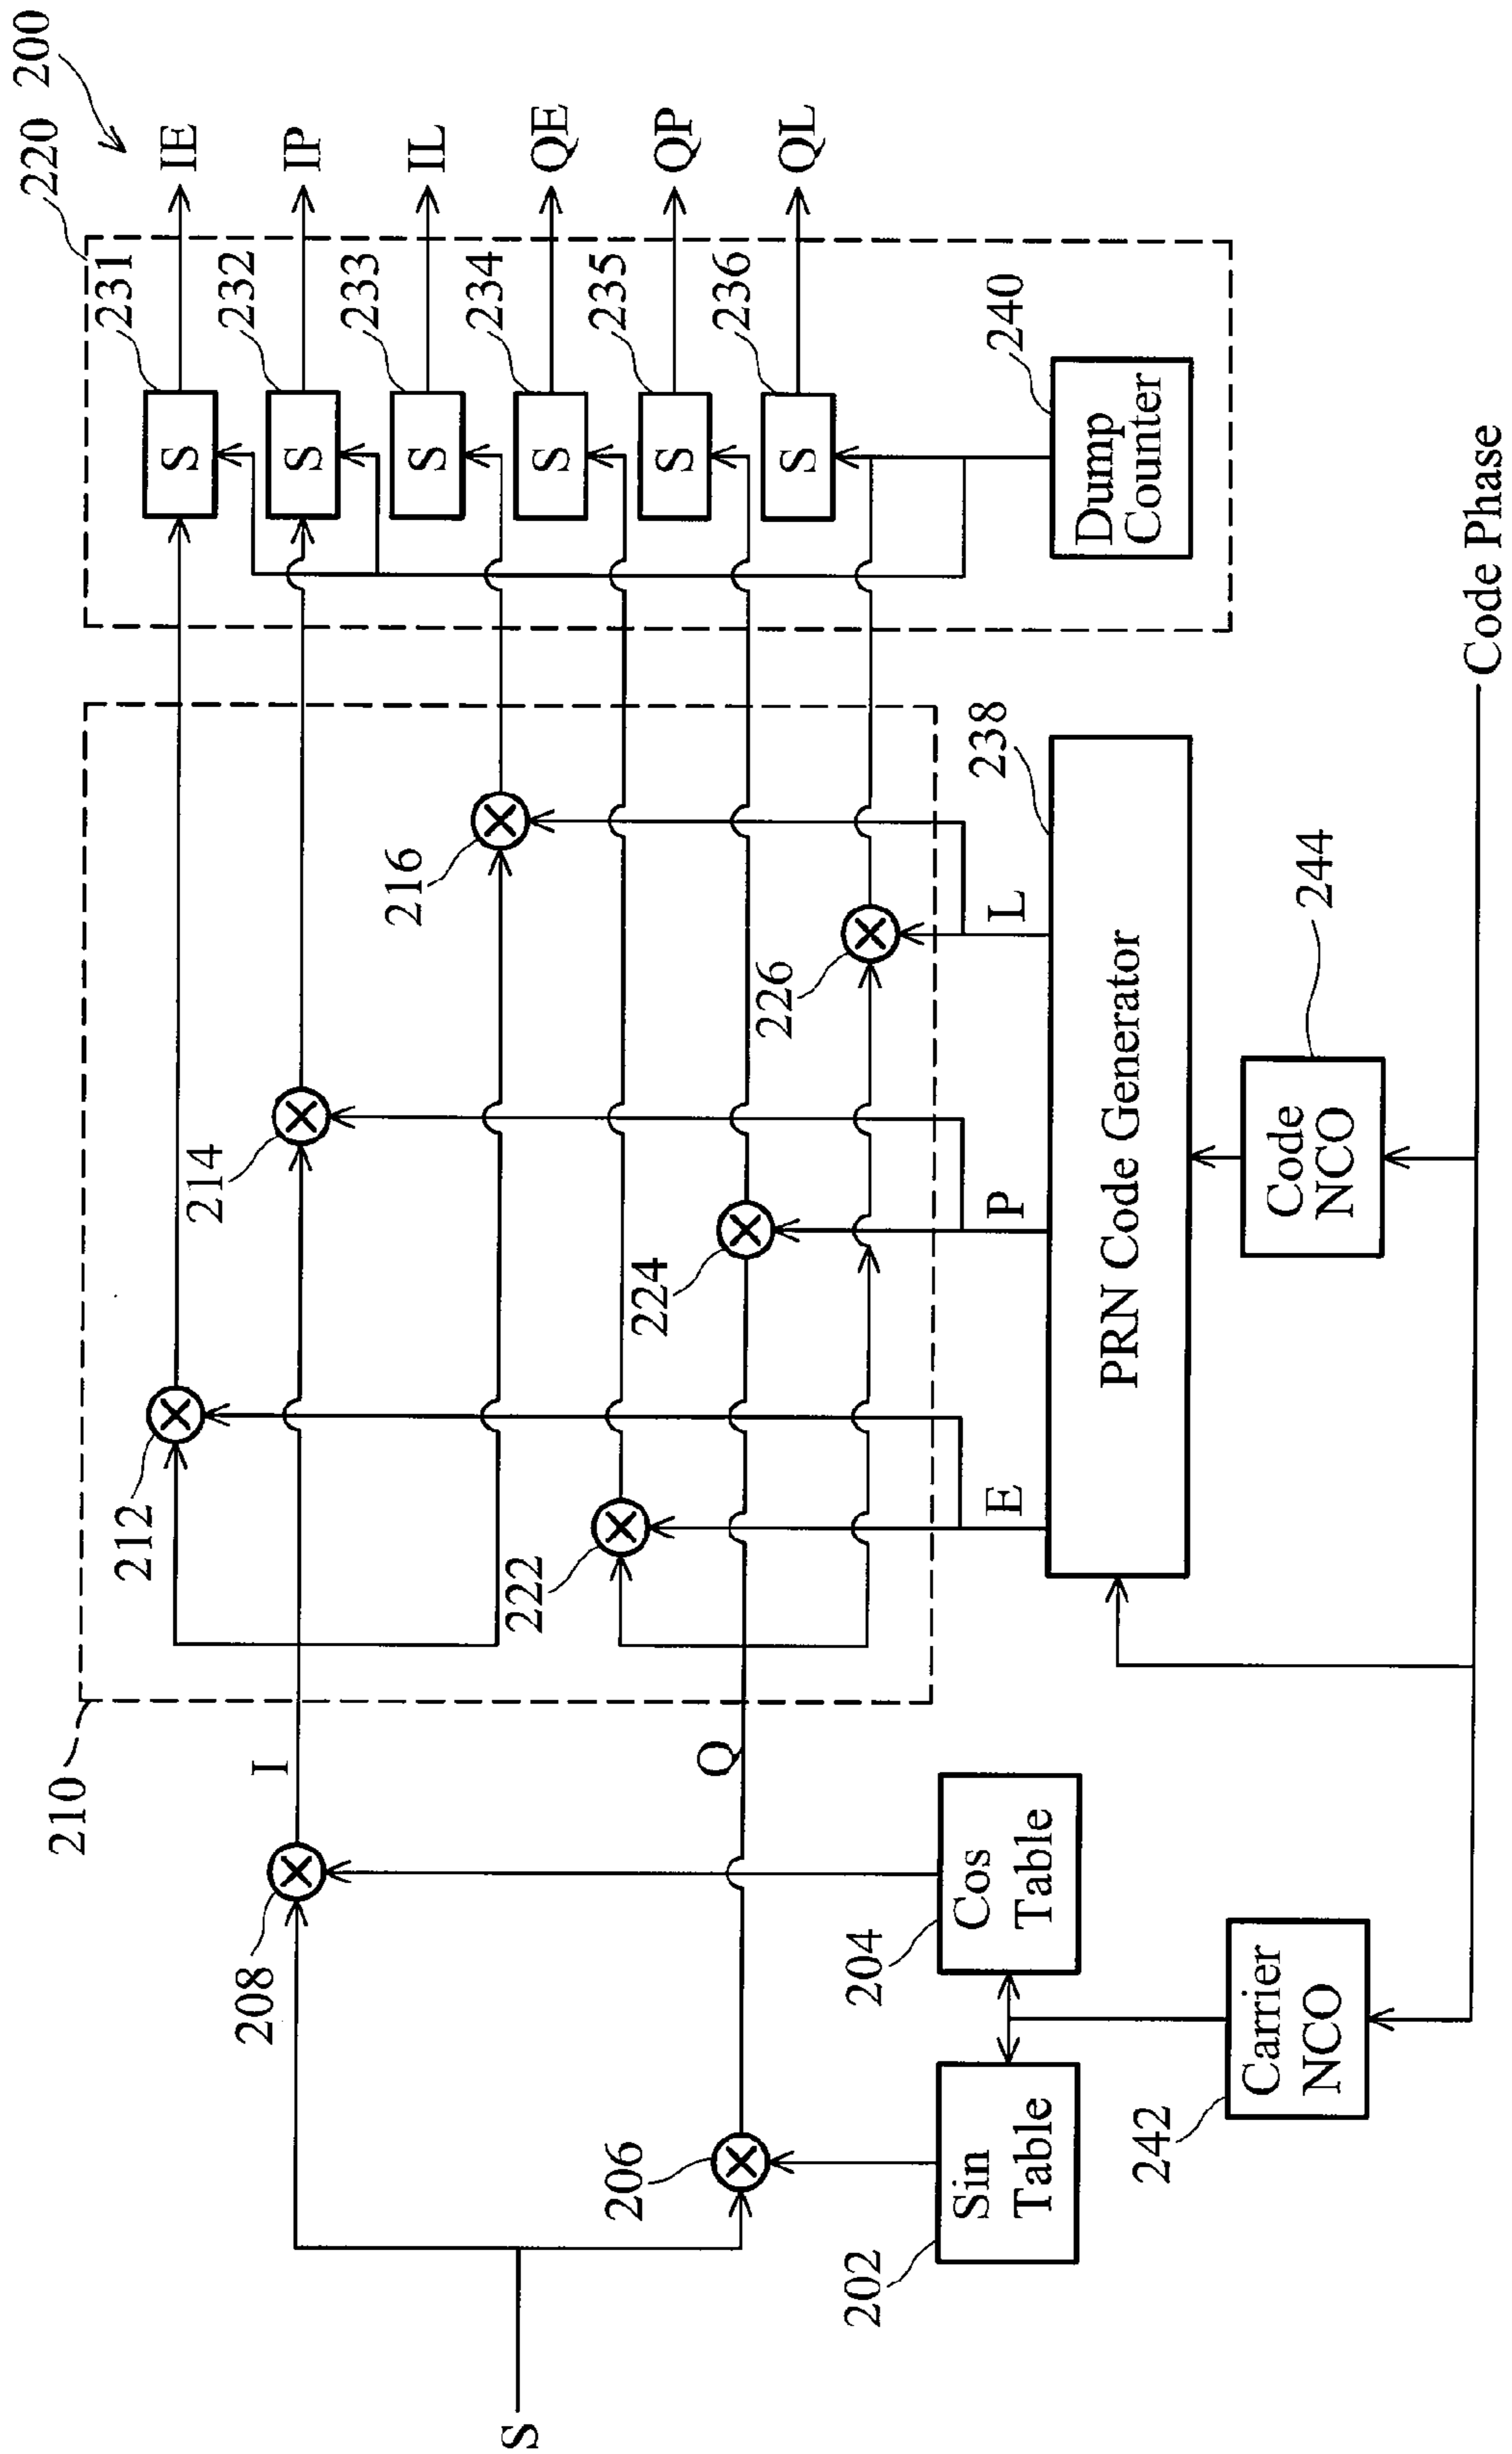 200
220
IE
IP
IL
QE
QP
QL
231
232
233
234
235
236
S
S
S
S
S
S
240
Dump
Counter
210
212
214
216
222
224
226
I
Q
208
206
S
E
P
L
238
PRN Code Generator
204
Cos
Table
202
Sin
Table
242
Carrier
NCO
244
Code
NCO
Code Phase